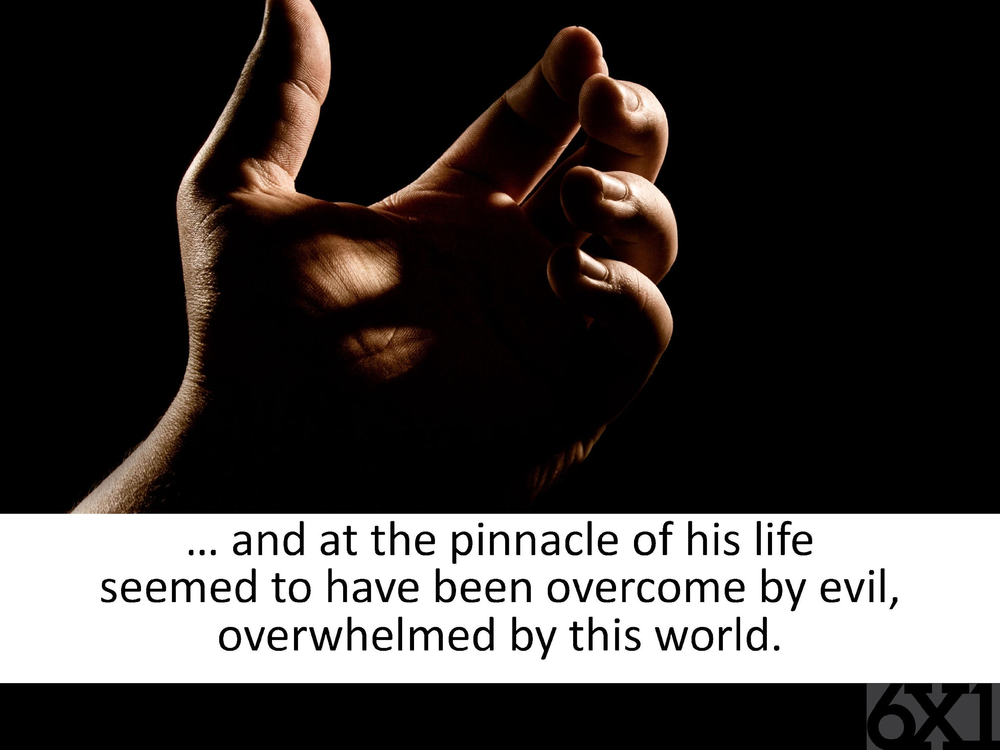 … and at the pinnacle of his life
seemed to have been overcome by evil,
overwhelmed by this world.
6x1